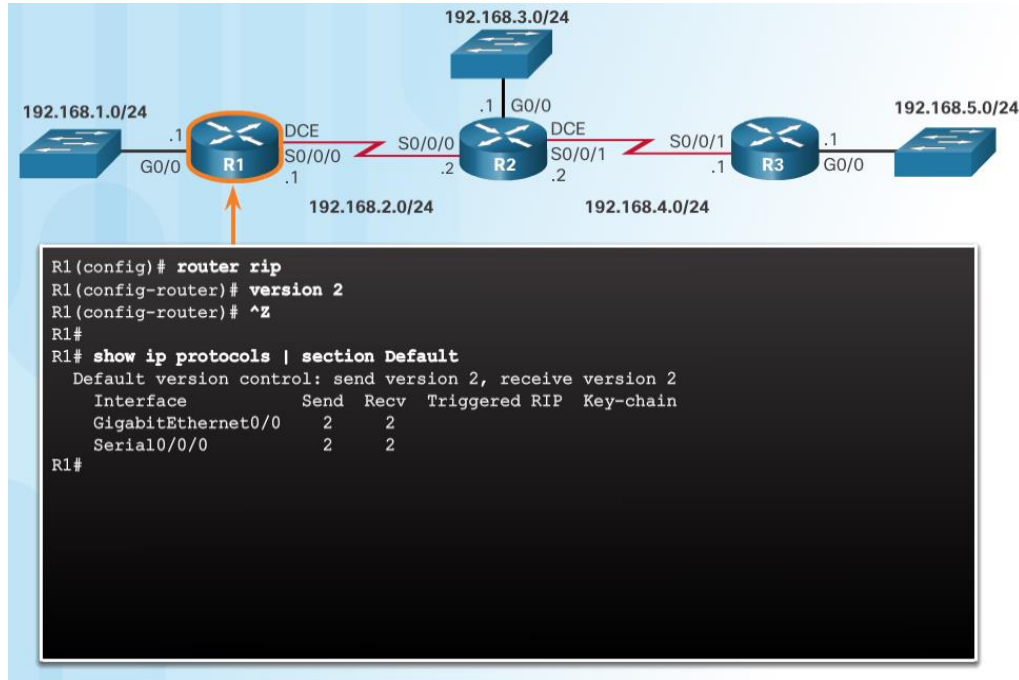 192.168.3.0/24
192.168.1.0/24
192.168.5.0/24
.1 G0/0
.1 DCE
DCE
.1
G0/0 R1 S0/0/0 S0/0/0 R2 S0/0/1 S0/0/1 R3 G0/0
.1 .2 .2 .1
192.168.2.0/24 192.168.4.0/24
R1(config)# router rip
R1(config-router)# version 2
R1(config-router)# ^Z
R1#
R1# show ip protocols | section Default
Default version control: send version 2, receive version 2
Interface Send Recv Triggered RIP Key-chain
GigabitEthernet0/0 2 2
Serial0/0/0 2 2
R1#